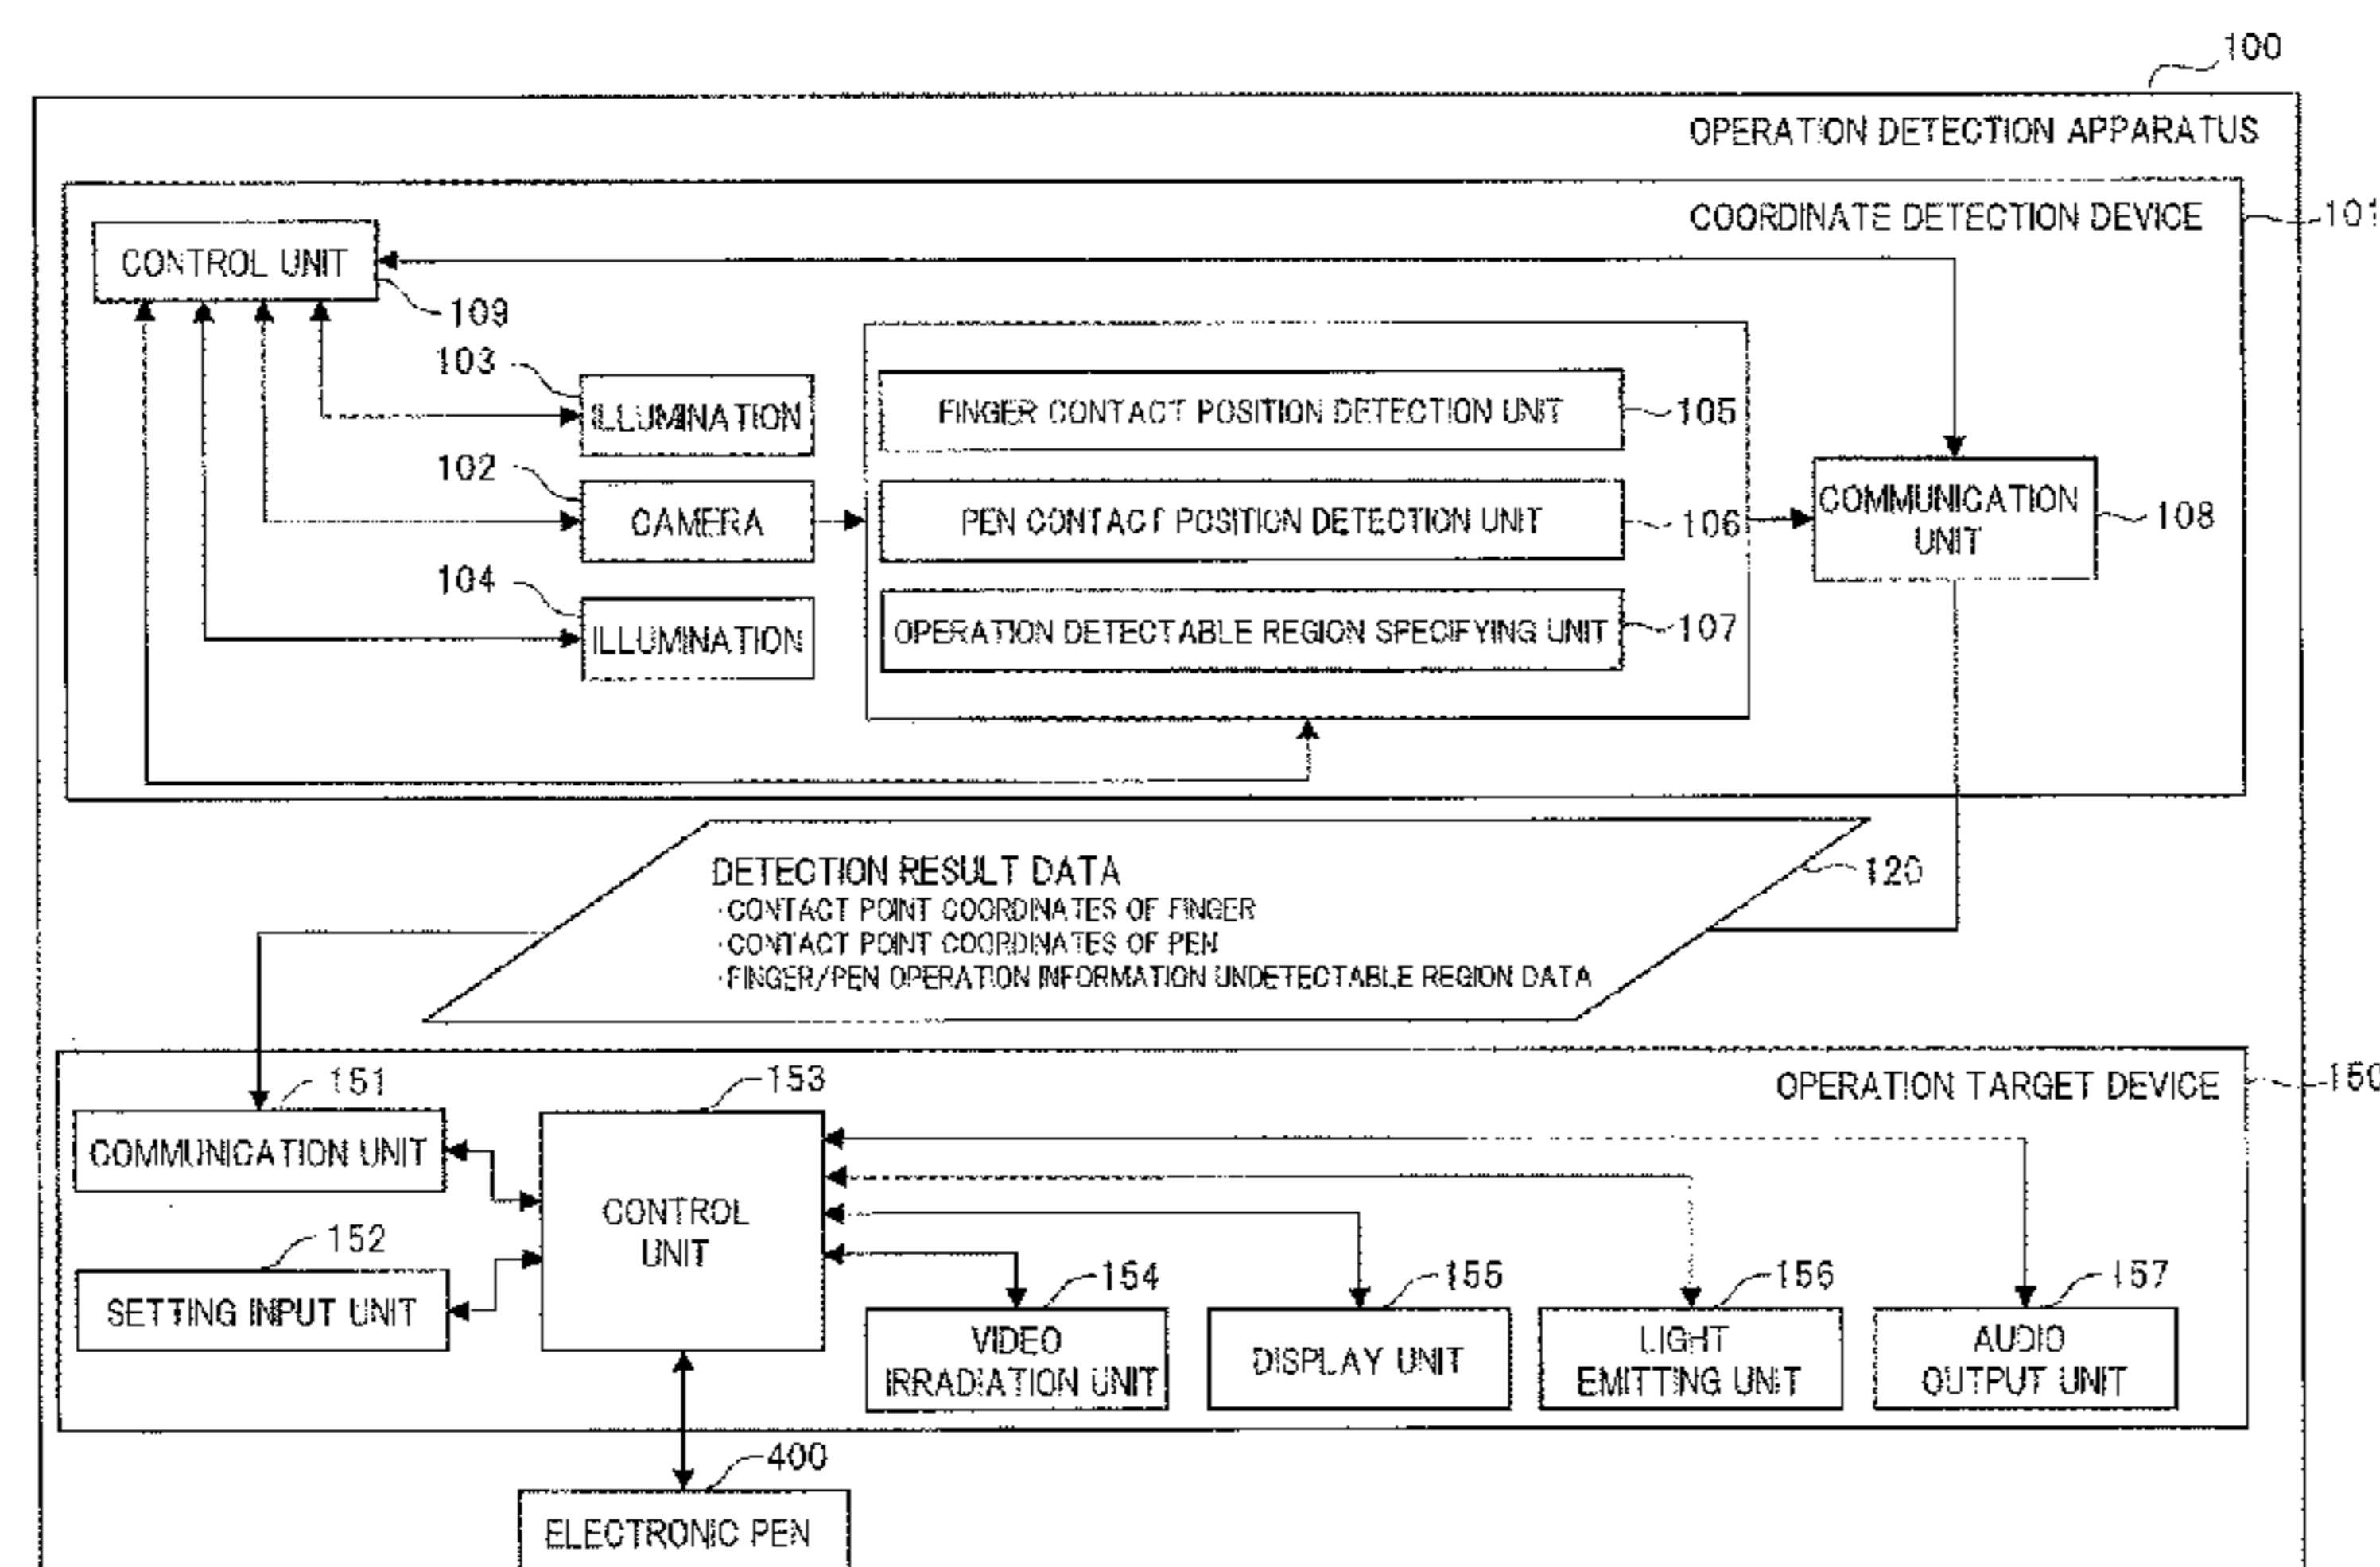 100
OPERATION DETECTION APPARATUS
COORDINATE DETECTION DEVICE
101
CONTROL UNIT
109
103
ILLUMINATION
FINGER CONTACT POSITION DETECTION UNIT
105
102
CAMERA
PEN CONTACT POSITION DETECTION UNIT
106
COMMUNICATION
UNIT
108
104
ILLUMINATION
OPERATION DETECTABLE REGION SPECIFYING UNIT
107
DETECTION RESULT DATA
120
·CONTACT POINT COORDINATES OF FINGER
·CONTACT POINT COORDINATES OF PEN
·FINGER/PEN OPERATION INFORMATION UNDETECTABLE REGION DATA
151
153
OPERATION TARGET DEVICE
150
COMMUNICATION UNIT
CONTROL
UNIT
152
SETTING INPUT UNIT
154
155
156
157
VIDEO
IRRADIATION UNIT
DISPLAY UNIT
LIGHT
EMITTING UNIT
AUDIO
OUTPUT UNIT
400
ELECTRONIC PEN